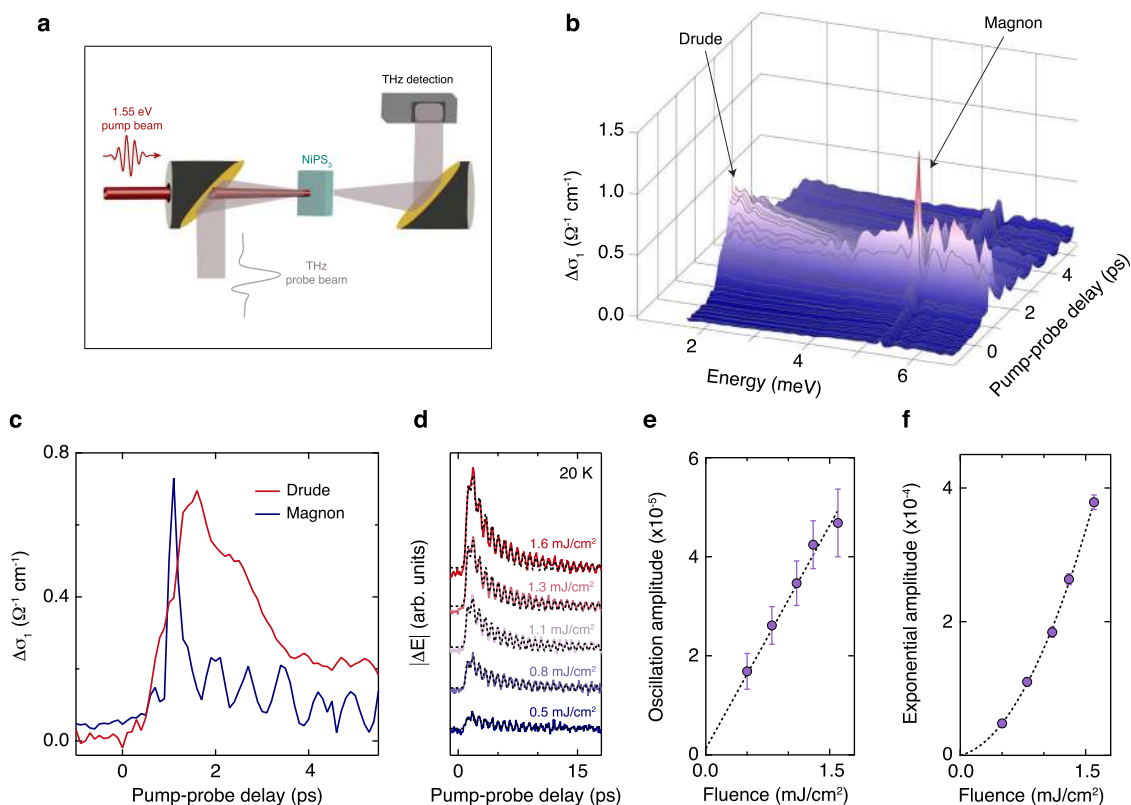 a
1.55 eV
pump beam
NiPS₃
THz detection
THz
probe beam
b
Drude
Magnon
1.5
1.0
0.5
0.0
Δσ₁ (Ω⁻¹ cm⁻¹)
2
4
6
Energy (meV)
0
2
4
Pump-probe delay (ps)
c
0.8
0.4
0.0
Δσ₁ (Ω⁻¹ cm⁻¹)
Drude
Magnon
0
2
4
Pump-probe delay (ps)
d
20 K
1.6 mJ/cm²
1.3 mJ/cm²
1.1 mJ/cm²
0.8 mJ/cm²
0.5 mJ/cm²
|ΔE| (arb. units)
0
15
Pump-probe delay (ps)
e
6
4
2
0
Oscillation amplitude (x10⁻⁵)
0.0
1.5
Fluence (mJ/cm²)
f
4
2
0
Exponential amplitude (x10⁻⁴)
0.0
1.5
Fluence (mJ/cm²)